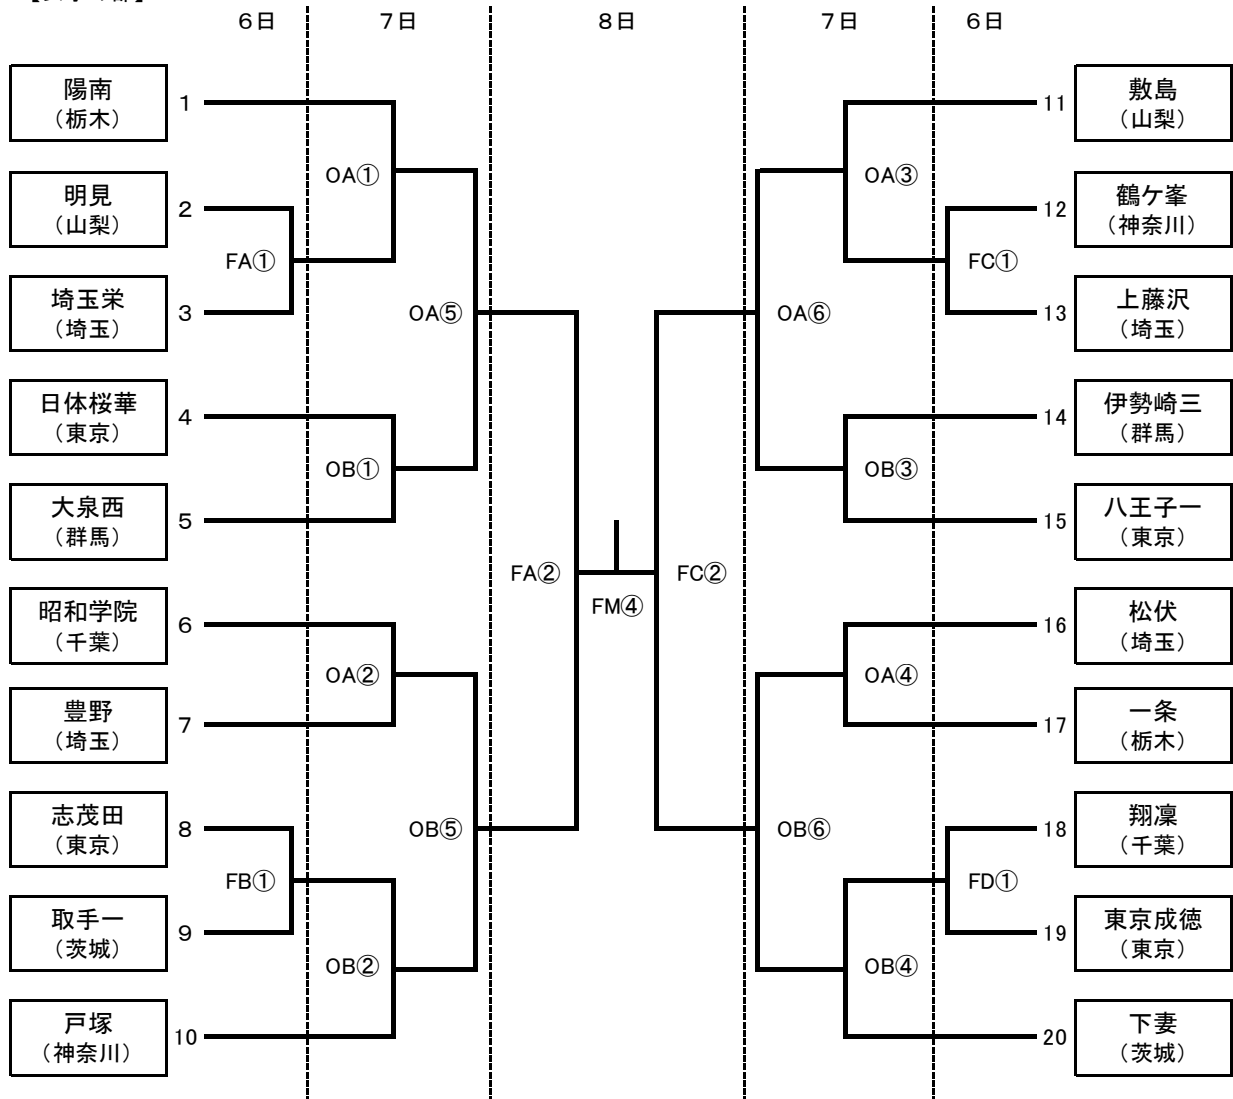 6日 7日 8日 7日 6日
陽南
（栃木）
1
明見
（山梨）
2
埼玉栄
（埼玉）
3
日体桜華
（東京）
4
大泉西
（群馬）
5
昭和学院
（千葉）
6
豊野
（埼玉）
7
志茂田
（東京）
8
取手一
（茨城）
9
戸塚
（神奈川）
10
FA①
FB①
OA①
OB①
OA②
OB②
OA⑤
OB⑤
FA②
FM④
FC②
OA⑥
OB⑥
OA③
OB③
OA④
OB④
FC①
FD①
11
敷島
（山梨）
12
鶴ケ峯
（神奈川）
13
上藤沢
（埼玉）
14
伊勢崎三
（群馬）
15
八王子一
（東京）
16
松伏
（埼玉）
17
一条
（栃木）
18
翔凜
（千葉）
19
東京成徳
（東京）
20
下妻
（茨城）